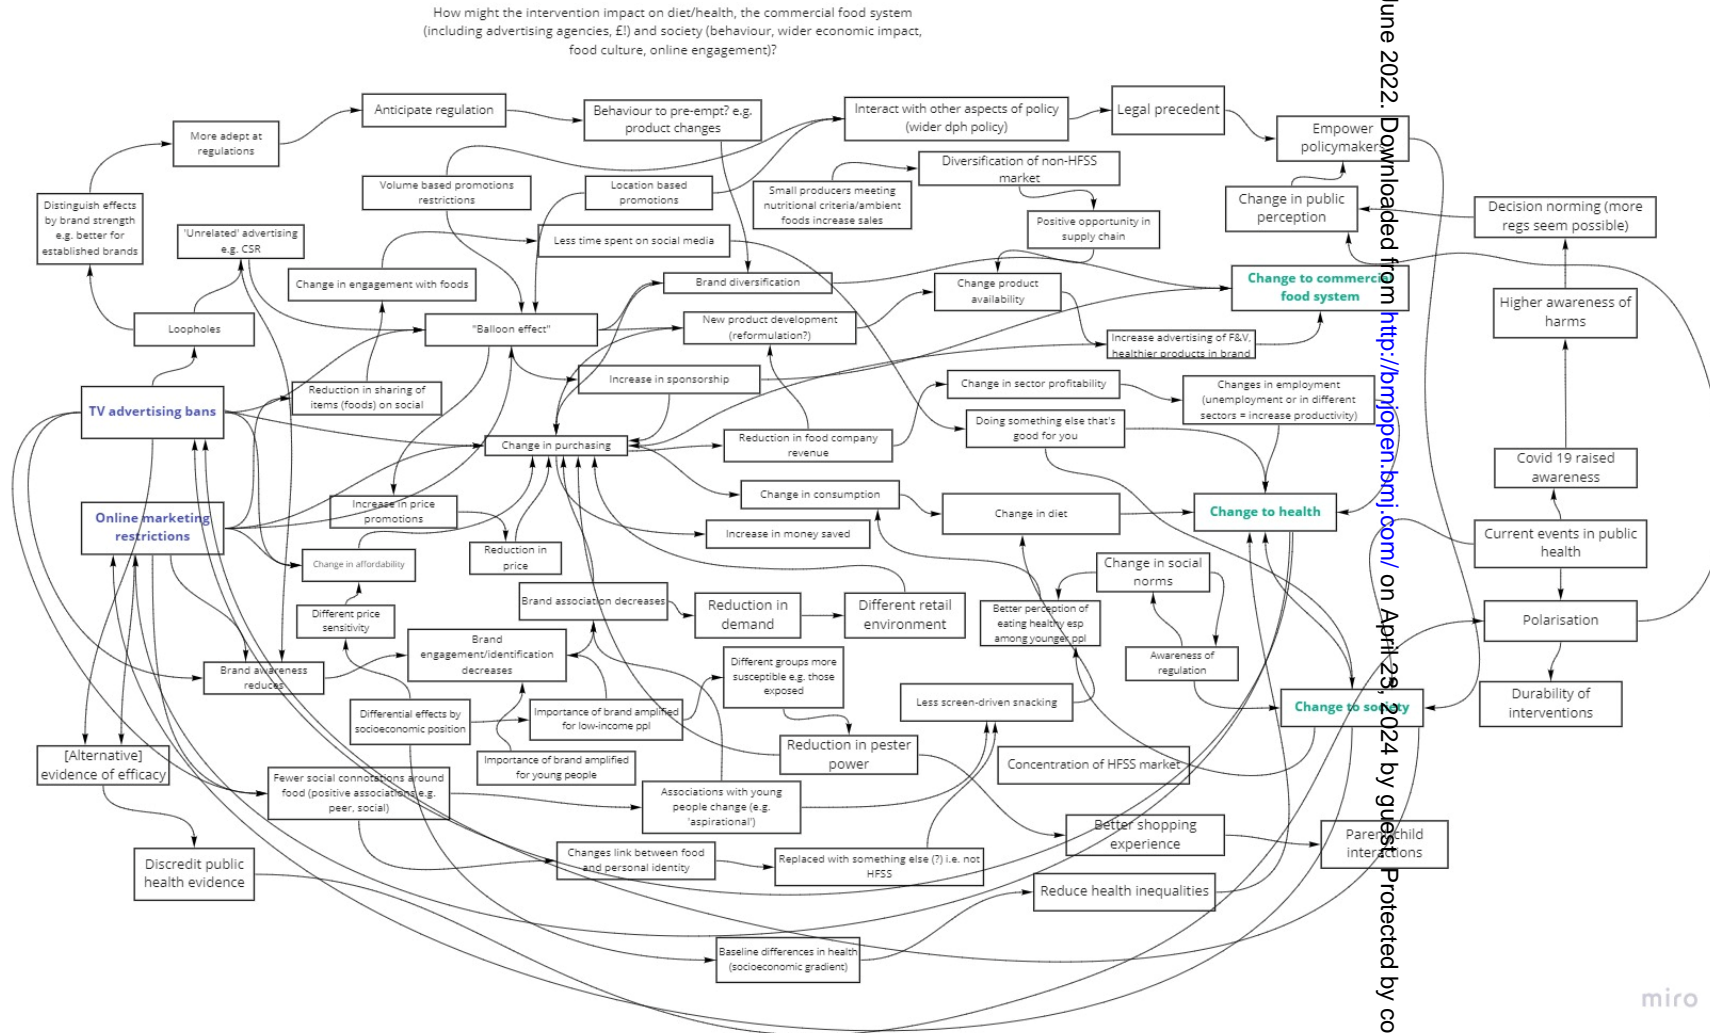 How might the intervention impact on diet/health, the commercial food system
(including advertising agencies, £!) and society (behaviour, wider economic impact,
food culture, online engagement)?
Anticipate regulation
Behaviour to pre-empt? e.g.
product changes
Interact with other aspects of policy
(wider dph policy)
Legal precedent
Empower
policymakers
More adept at
regulations
Diversification of non-HFSS
market
Volume based promotions
restrictions
Location based
promotions
Small producers meeting
nutritional criteria/ambient
foods increase sales
Change in public
perception
Decision norming (more
regs seem possible)
Distinguish effects
by brand strength
e.g. better for
established brands
'Unrelated' advertising
e.g. CSR
Less time spent on social media
Positive opportunity in
supply chain
Change in engagement with foods
Brand diversification
Change product
availability
Change to commercial
food system
Higher awareness of
harms
Loopholes
"Balloon effect"
New product development
(reformulation?)
Increase advertising of F&V,
healthier products in brand
TV advertising bans
Reduction in sharing of
items (foods) on social
Increase in sponsorship
Change in sector profitability
Changes in employment
(unemployment or in different
sectors = increase productivity)
Change in purchasing
Reduction in food company
revenue
Doing something else that's
good for you
Covid 19 raised
awareness
Online marketing
restrictions
Increase in price
promotions
Change in consumption
Change in diet
Change to health
Increase in money saved
Current events in public
health
Change in affordability
Reduction in
price
Change in social
norms
Different price
sensitivity
Brand association decreases
Reduction in
demand
Different retail
environment
Better perception of
eating healthy esp
among younger ppl
Polarisation
Brand awareness
reduces
Brand
engagement/identification
decreases
Different groups more
susceptible e.g. those
exposed
Awareness of
regulation
Differential effects by
socioeconomic position
Importance of brand amplified
for low-income ppl
Less screen-driven snacking
Change to society
Durability of
interventions
[Alternative]
evidence of efficacy
Importance of brand amplified
for young people
Reduction in pester
power
Concentration of HFSS market
Fewer social connotations around
food (positive associations e.g.
peer, social)
Associations with young
people change (e.g.
'aspirational')
Better shopping
experience
Parent-child
interactions
Discredit public
health evidence
Changes link between food
and personal identity
Replaced with something else (?) i.e. not
HFSS
Reduce health inequalities
Baseline differences in health
(socioeconomic gradient)
June 2022. Downloaded from http://bmjopen.bmj.com/ on April 23, 2024 by guest. Protected by co
miro